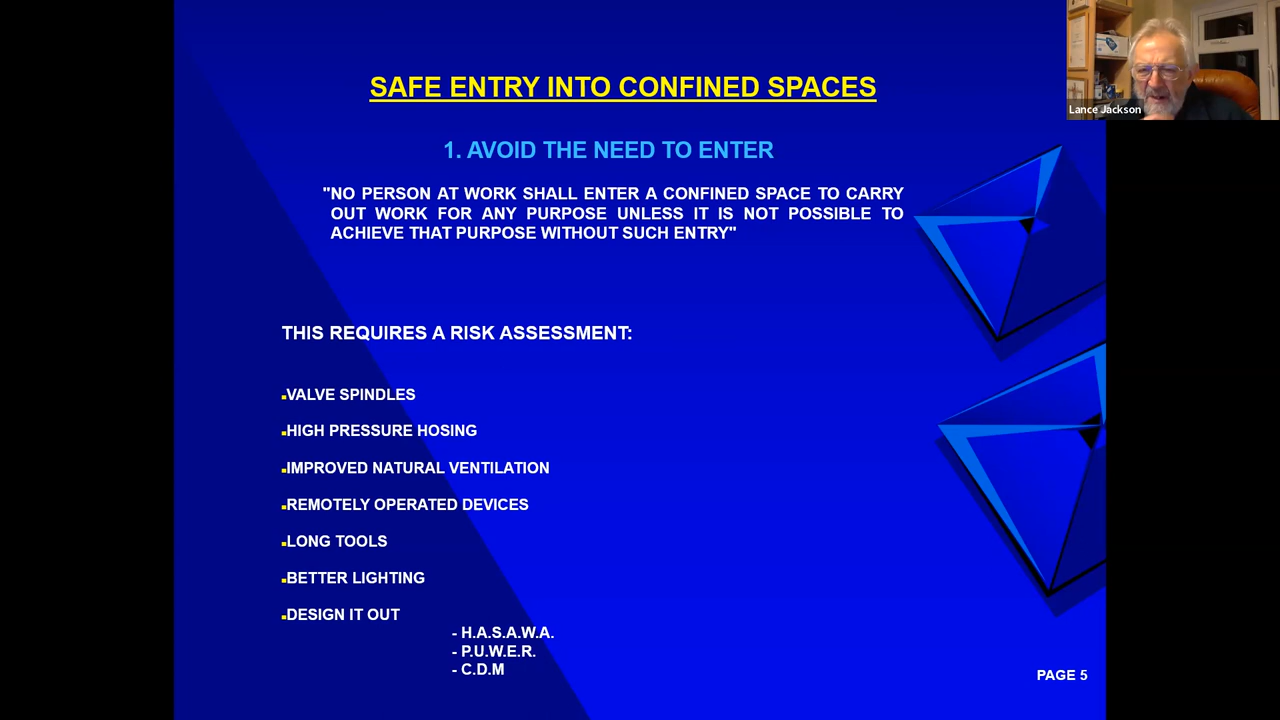 SAFE ENTRY INTO CONFINED SPACES
Lance Jackson
1. AVOID THE NEED TO ENTER
"NO PERSON AT WORK SHALL ENTER A CONFINED SPACE TO CARRY
OUT WORK FOR ANY PURPOSE UNLESS IT IS NOT POSSIBLE TO
ACHIEVE THAT PURPOSE WITHOUT SUCH ENTRY"
THIS REQUIRES A RISK ASSESSMENT:
VALVE SPINDLES
HIGH PRESSURE HOSING
IMPROVED NATURAL VENTILATION
REMOTELY OPERATED DEVICES
LONG TOOLS
BETTER LIGHTING
DESIGN IT OUT
- H.A.S.A.W.A.
- P.U.W.E.R.
- C.D.M
PAGE 5